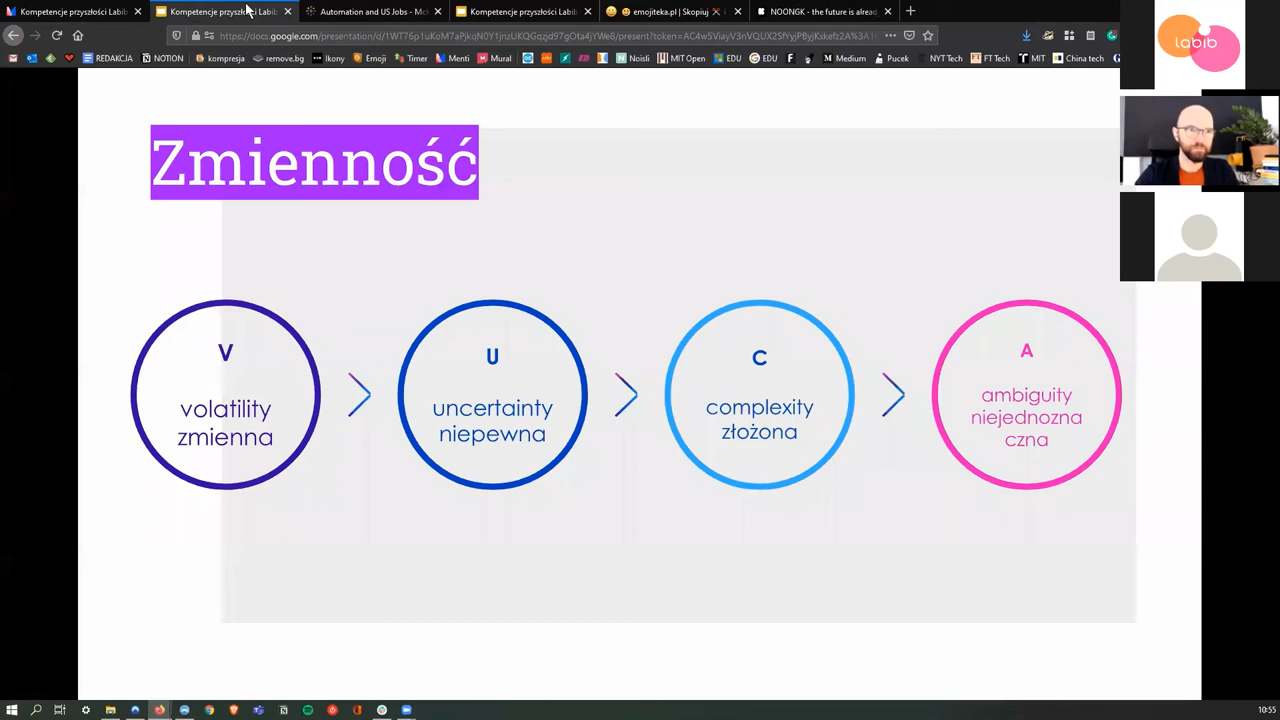 Kompetencje przyszłości Labib
Kompetencje przyszłości Labib
Automation and US Jobs - McK
Kompetencje przyszłości Labib
emojiteka.pl | Skopiuj
NOONGK - the future is alread
REDAKCJA
NOTION
kompresja
remove.bg
Ikony
Emoji
Timer
Menti
Mural
Noisli
MIT Open
EDU
EDU
Medium
Pucek
NYT Tech
FT Tech
MIT
China tech
labib
Zmienność
V
volatility
zmienna
U
uncertainty
niepewna
C
complexity
złożona
A
ambiguity
niejednozna
czna
10:55